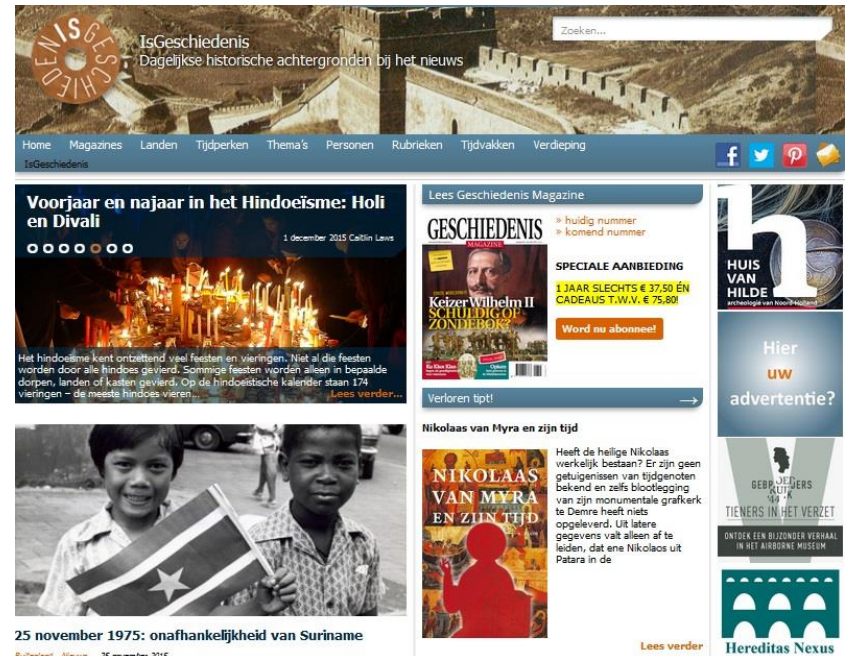 ISGESCHIEDENIS
IsGeschiedenis
Dagelijkse historische achtergronden bij het nieuws
Zoeken...
Home Magazines Landen Tijdperken Thema's Personen Rubrieken Tijdvakken Verdieping
IsGeschiedenis
Voorjaar en najaar in het Hindoeïsme: Holi
en Divali
1 december 2015 Caitlin Laws
Het hindoeïsme kent ontzettend veel feesten en vieringen. Niet al die feesten
worden door alle hindoes gevierd. Sommige feesten worden alleen in bepaalde
dorpen, landen of kasten gevierd. Op de hindoeïstische kalender staan 174
vieringen – de meeste hindoes vieren...
Lees verder...
25 november 1975: onafhankelijkheid van Suriname
Buitenland Nieuws 25 november 2015
Lees Geschiedenis Magazine
GESCHIEDENIS
MAGAZINE
Keizer Wilhelm II
SCHULDIG OF
ZONDEBOK?
Ku Klux Klan
» huidig nummer
» komend nummer
SPECIALE AANBIEDING
1 JAAR SLECHTS € 37,50 ÉN
CADEAUS T.W.V. € 75,80!
Word nu abonnee!
Verloren tipt! →
Nikolaas van Myra en zijn tijd
NIKOLAAS
VAN MYRA
EN ZIJN TIJD
Heeft de heilige Nikolaas
werkelijk bestaan? Er zijn geen
getuigenissen van tijdgenoten
bekend en zelfs blootlegging
van zijn monumentale grafkerk
te Demre heeft niets
opgeleverd. Uit latere
gegevens valt alleen af te
leiden, dat ene Nikolaos uit
Patara in de
Lees verder
h
HUIS
VAN
HILDE
archeologie van Noord-Holland
Hier
uw
advertentie?
TIENERS IN HET VERZET
ONTDEK EEN BIJZONDER VERHAAL
IN HET AIRBORNE MUSEUM
Hereditas Nexus